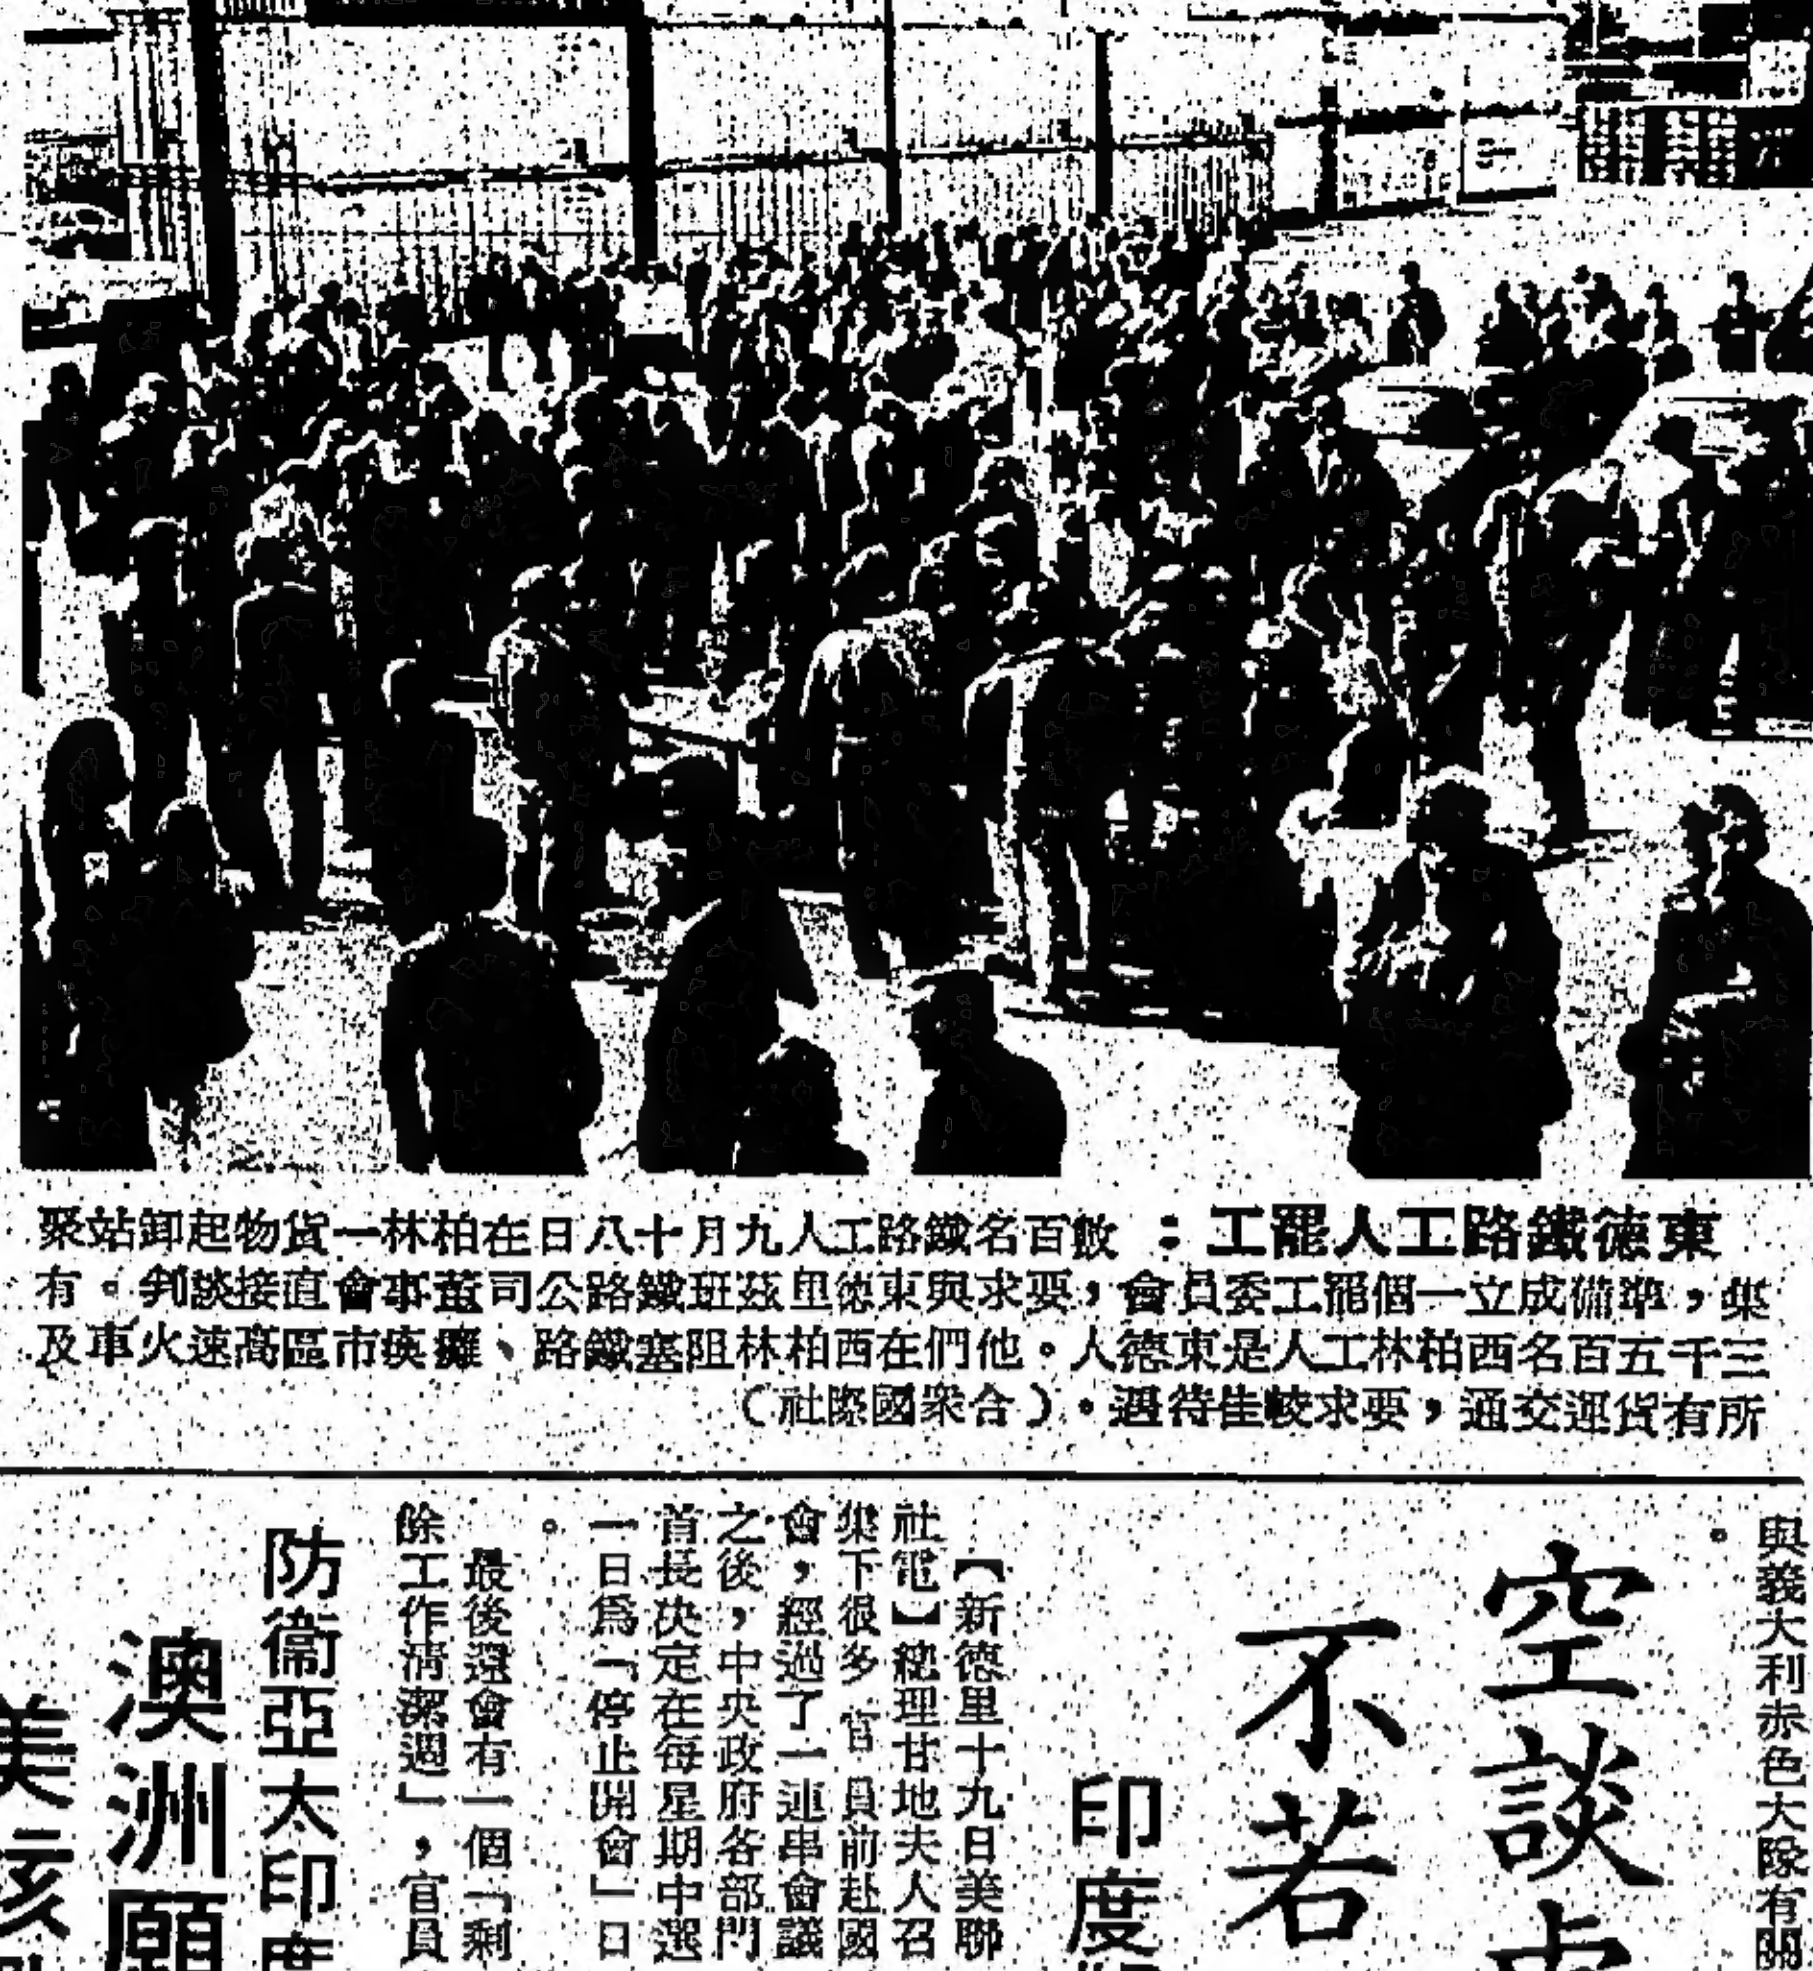 東德鐵路工人罷工：數百名鐵路工人九月十八日在柏林一貨物起卸站聚
集，準備成立一個罷工委員會，要求與東德里茲班鐵路公司董事會直接談判。有
三千五百名西柏林工人是東德人。他們在西柏林阻塞鐵路、癱瘓市區高速火車及
所有貨運交通，要求較佳待遇。（合衆國際社）
與義大利赤色大隊有關
。
空談
不若
印度
【新德里十九日美聯
社電】總理甘地夫人召
集下很多官員前赴國
會，經過了一連串會議
之後，中央政府各部門
首長决定在每星期中選
一日爲「停止開會」日
。
最後還會有一個「剩
除工作清潔週」，官員
防衞亞太印度
澳洲願
美核